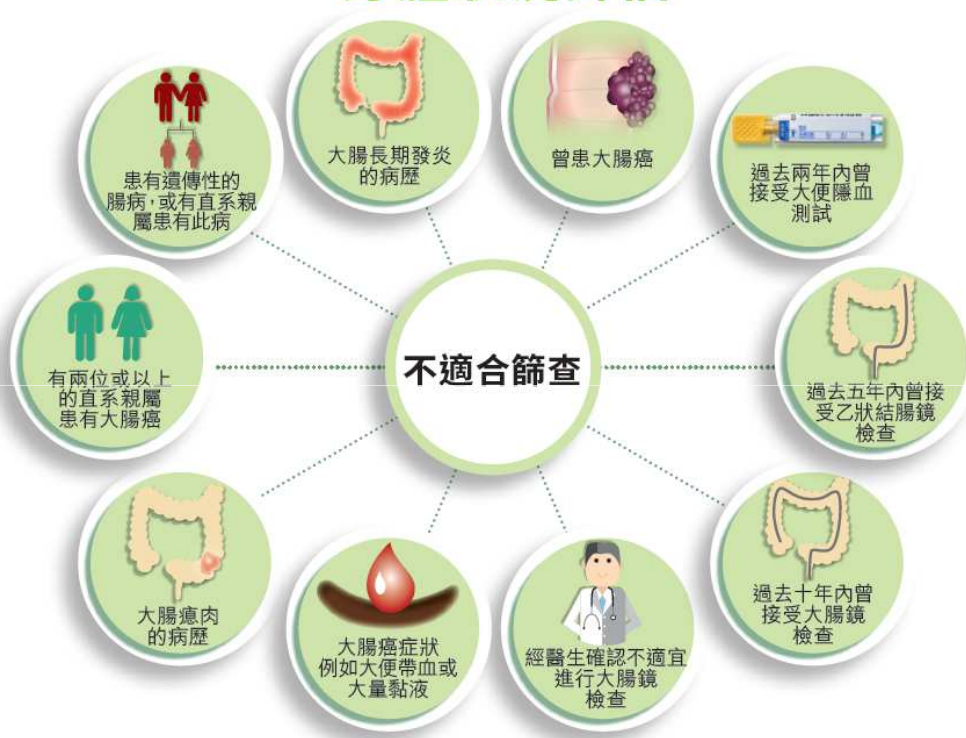 大腸長期發炎
的病歷
曾患大腸癌
患有遺傳性的
腸病，或有直系親
屬患有此病
過去兩年內曾
接受大便隱血
測試
不適合篩查
有兩位或以上
的直系親屬
患有大腸癌
過去五年內曾接
受乙狀結腸鏡
檢查
大腸瘜肉
的病歷
過去十年內曾
接受大腸鏡
檢查
大腸癌症狀
例如大便帶血或
大量黏液
經醫生確認不適宜
進行大腸鏡
檢查